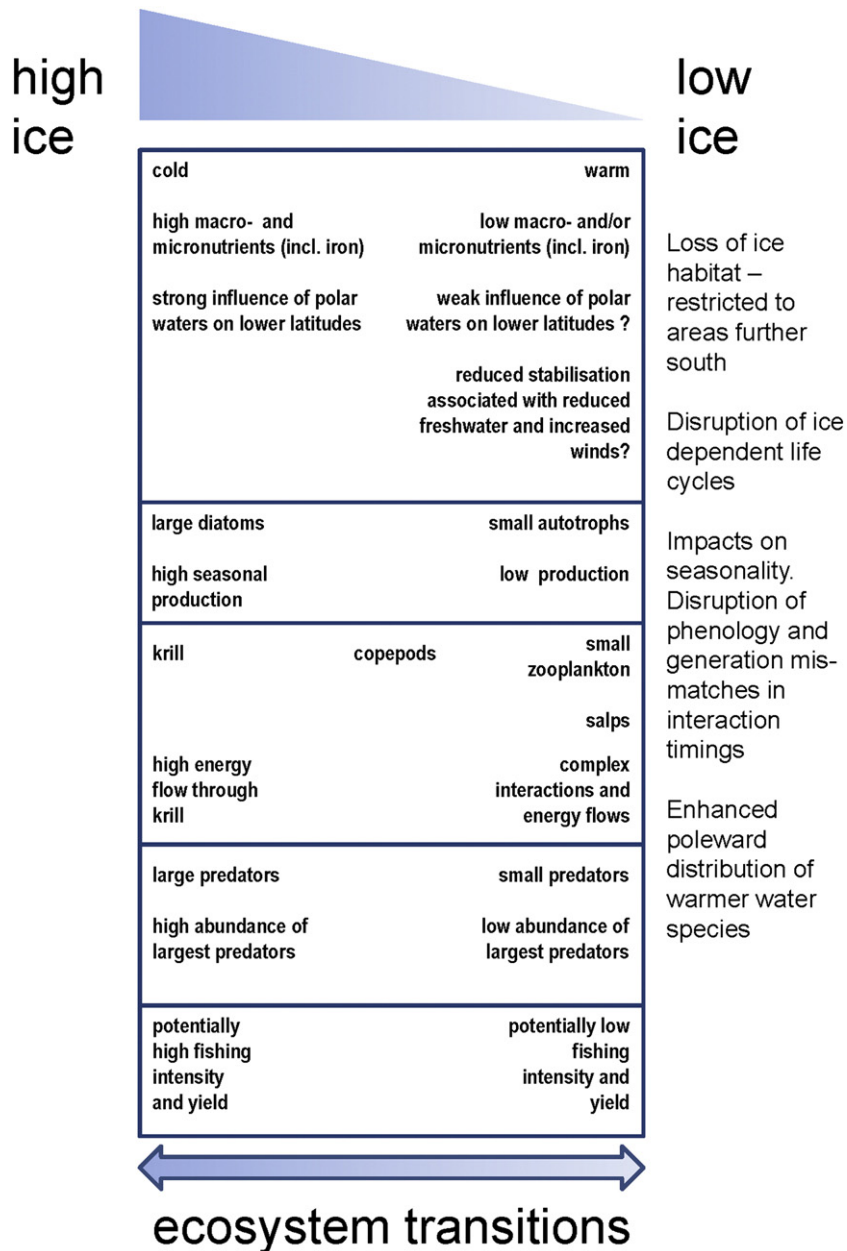 high
ice
low
ice
cold
warm
high macro- and
micronutrients (incl. iron)
low macro- and/or
micronutrients (incl. iron)
strong influence of polar
waters on lower latitudes
weak influence of polar
waters on lower latitudes ?
reduced stabilisation
associated with reduced
freshwater and increased
winds?
large diatoms
small autotrophs
high seasonal
production
low production
krill
copepods
small
zooplankton
salps
high energy
flow through
krill
complex
interactions and
energy flows
large predators
small predators
high abundance of
largest predators
low abundance of
largest predators
potentially
high fishing
intensity
and yield
potentially low
fishing
intensity and
yield
Loss of ice
habitat –
restricted to
areas further
south
Disruption of ice
dependent life
cycles
Impacts on
seasonality.
Disruption of
phenology and
generation mis-
matches in
interaction
timings
Enhanced
poleward
distribution of
warmer water
species
ecosystem transitions